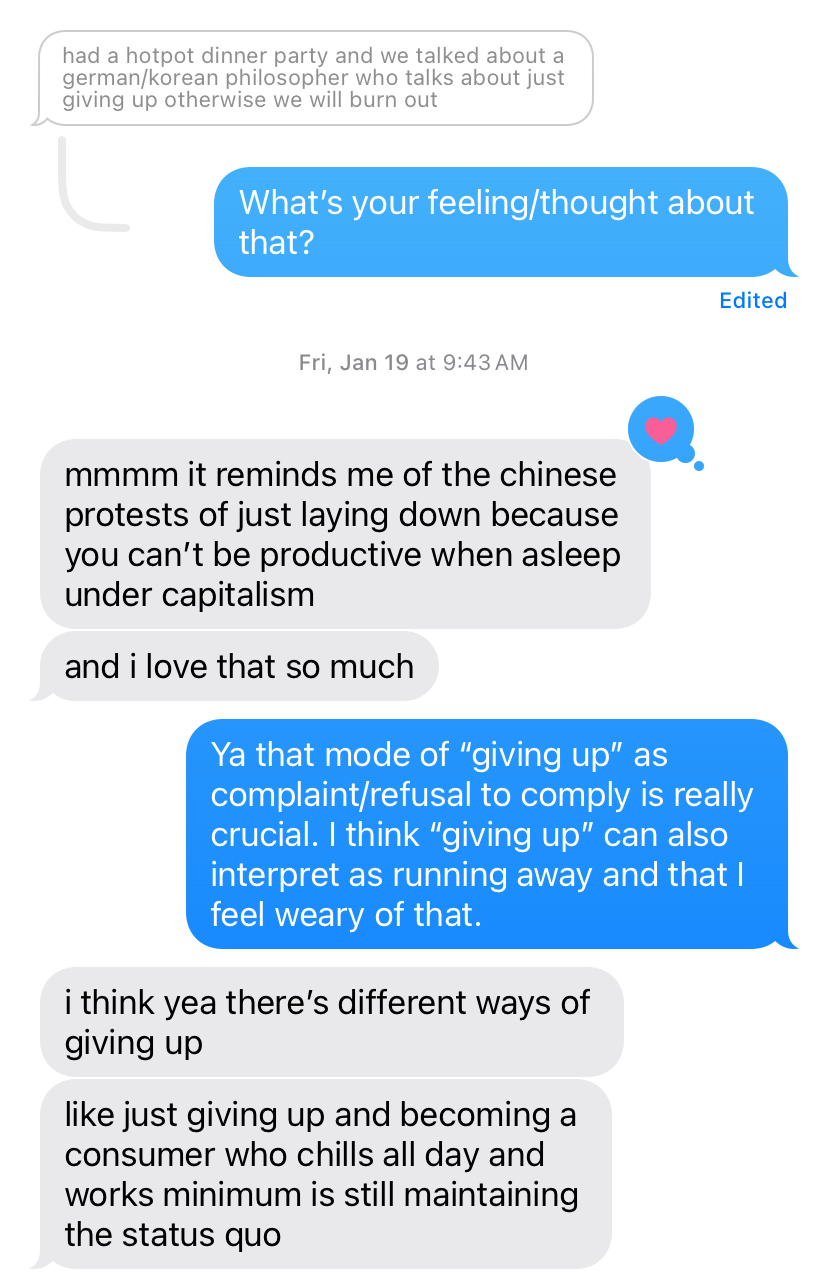 had a hotpot dinner party and we talked about a
german/korean philosopher who talks about just
giving up otherwise we will burn out
What’s your feeling/thought about
that?
Edited
Fri, Jan 19 at 9:43 AM
mmmm it reminds me of the chinese
protests of just laying down because
you can’t be productive when asleep
under capitalism
and i love that so much
Ya that mode of “giving up” as
complaint/refusal to comply is really
crucial. I think “giving up” can also
interpret as running away and that I
feel weary of that.
i think yea there’s different ways of
giving up
like just giving up and becoming a
consumer who chills all day and
works minimum is still maintaining
the status quo